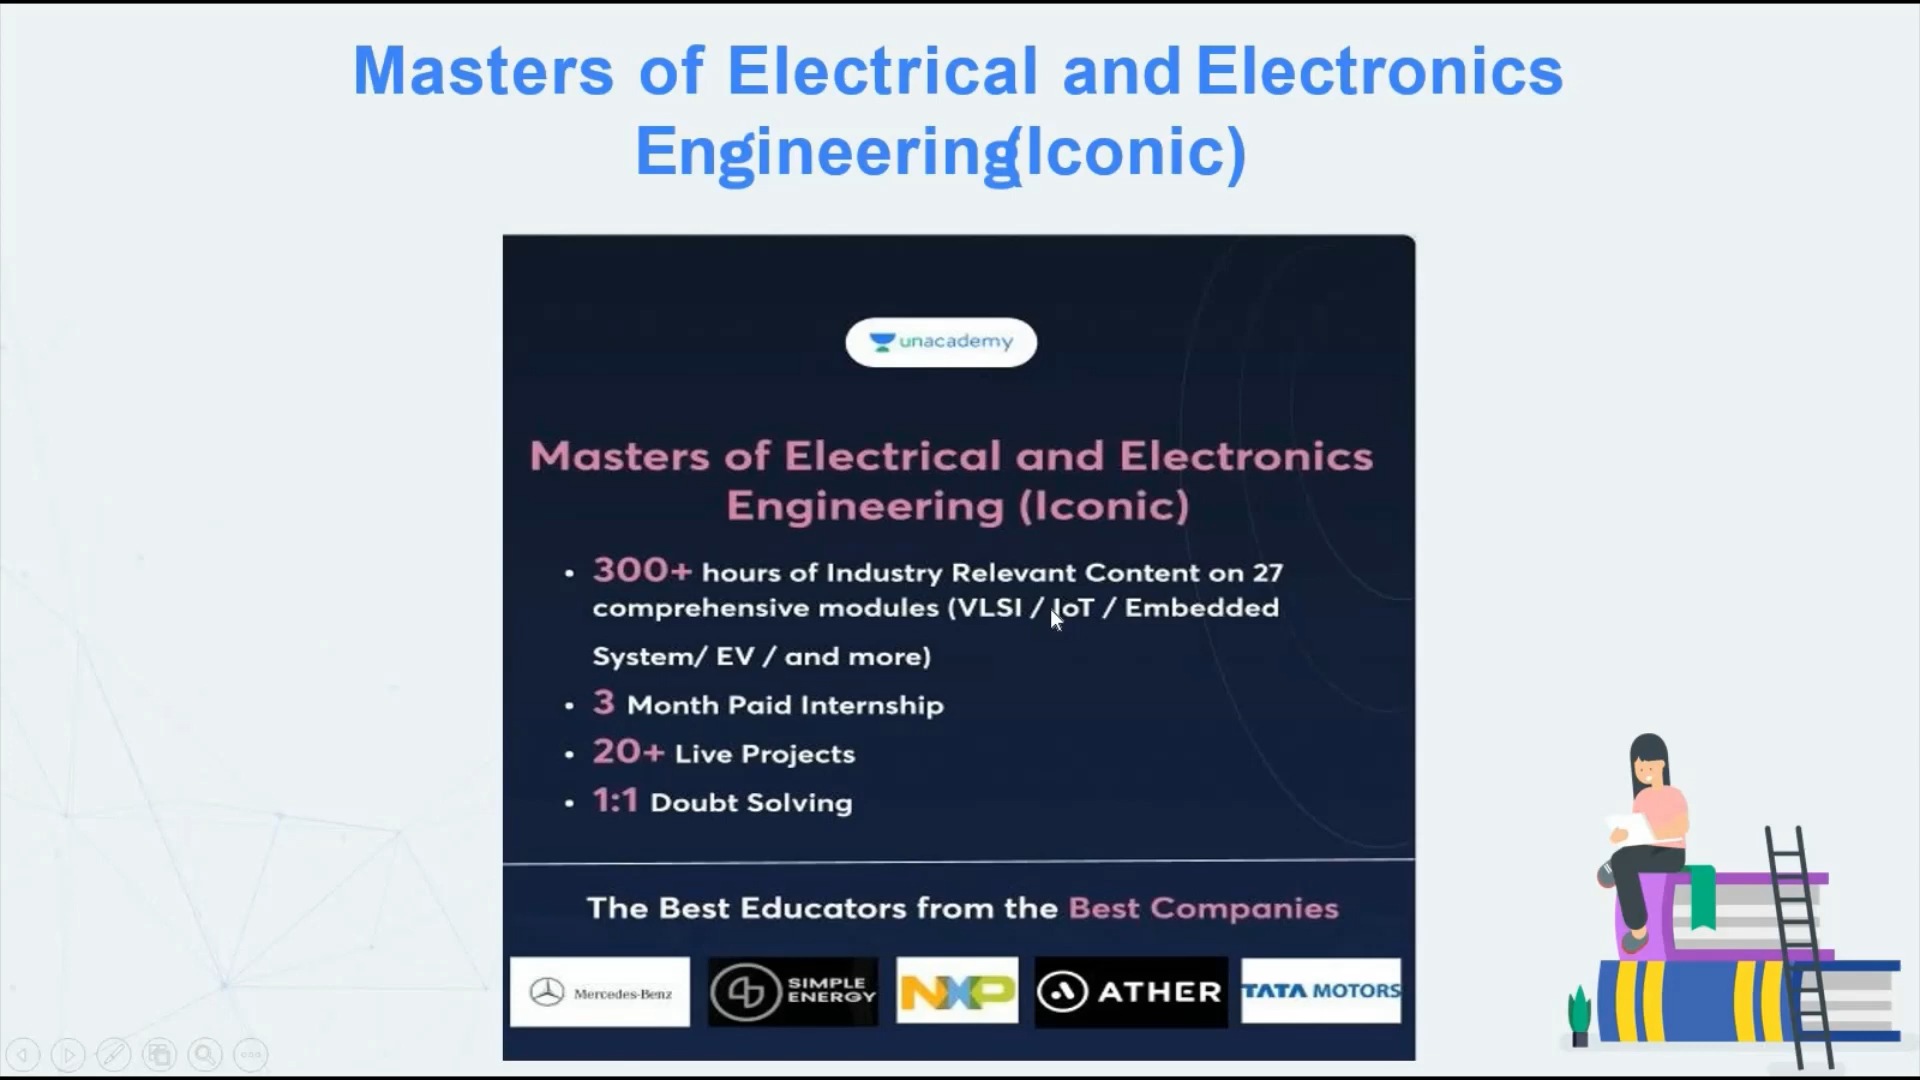 Masters of Electrical and Electronics
Engineering(Iconic)
unacademy
Masters of Electrical and Electronics
Engineering (Iconic)
• 300+ hours of Industry Relevant Content on 27
comprehensive modules (VLSI / IoT / Embedded
System/ EV / and more)
• 3 Month Paid Internship
• 20+ Live Projects
• 1:1 Doubt Solving
The Best Educators from the Best Companies
Mercedes-Benz
SIMPLE
ENERGY
NXP
ATHER
TATA MOTORS